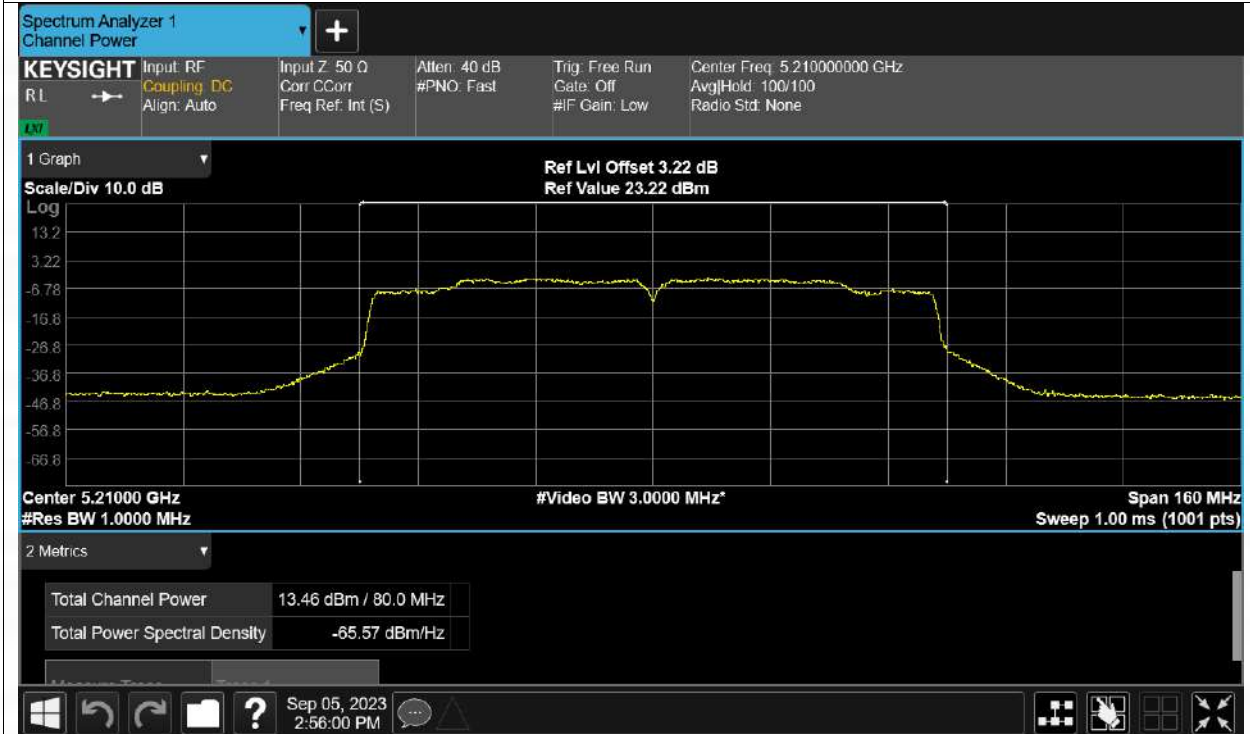 Spectrum Analyzer 1
Channel Power
+
KEYSIGHT Input: RF Input Z: 50 Ω Atten: 40 dB Trig: Free Run Center Freq: 5.210000000 GHz
RL Coupling: DC Corr CCorr #PNO: Fast Gate: Off Avg|Hold: 100/100
Align: Auto Freq Ref: Int (S) #IF Gain: Low Radio Std: None
LXI
1 Graph
Ref Lvl Offset 3.22 dB
Scale/Div 10.0 dB Ref Value 23.22 dBm
Log
13.2
3.22
-6.78
-16.8
-26.8
-36.8
-46.8
-56.8
-66.8
Center 5.21000 GHz #Video BW 3.0000 MHz* Span 160 MHz
#Res BW 1.0000 MHz Sweep 1.00 ms (1001 pts)
2 Metrics
Total Channel Power 13.46 dBm / 80.0 MHz
Total Power Spectral Density -65.57 dBm/Hz
?
Sep 05, 2023
2:56:00 PM